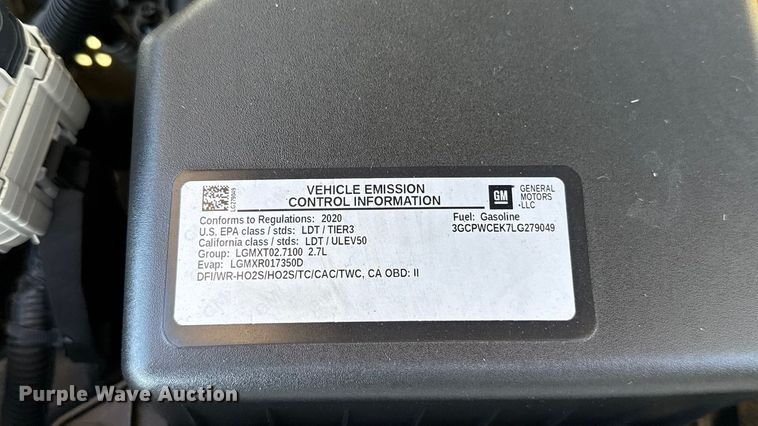 LG279049
VEHICLE EMISSION
CONTROL INFORMATION
GM
GENERAL
MOTORS
LLC
Conforms to Regulations: 2020
U.S. EPA class / stds: LDT / TIER3
California class / stds: LDT / ULEV50
Group: LGMXT02.7100 2.7L
Evap: LGMXR017350D
DFI/WR-HO2S/HO2S/TC/CAC/TWC, CA OBD: II
Fuel: Gasoline
3GCPWCEK7LG279049
Purple Wave Auction